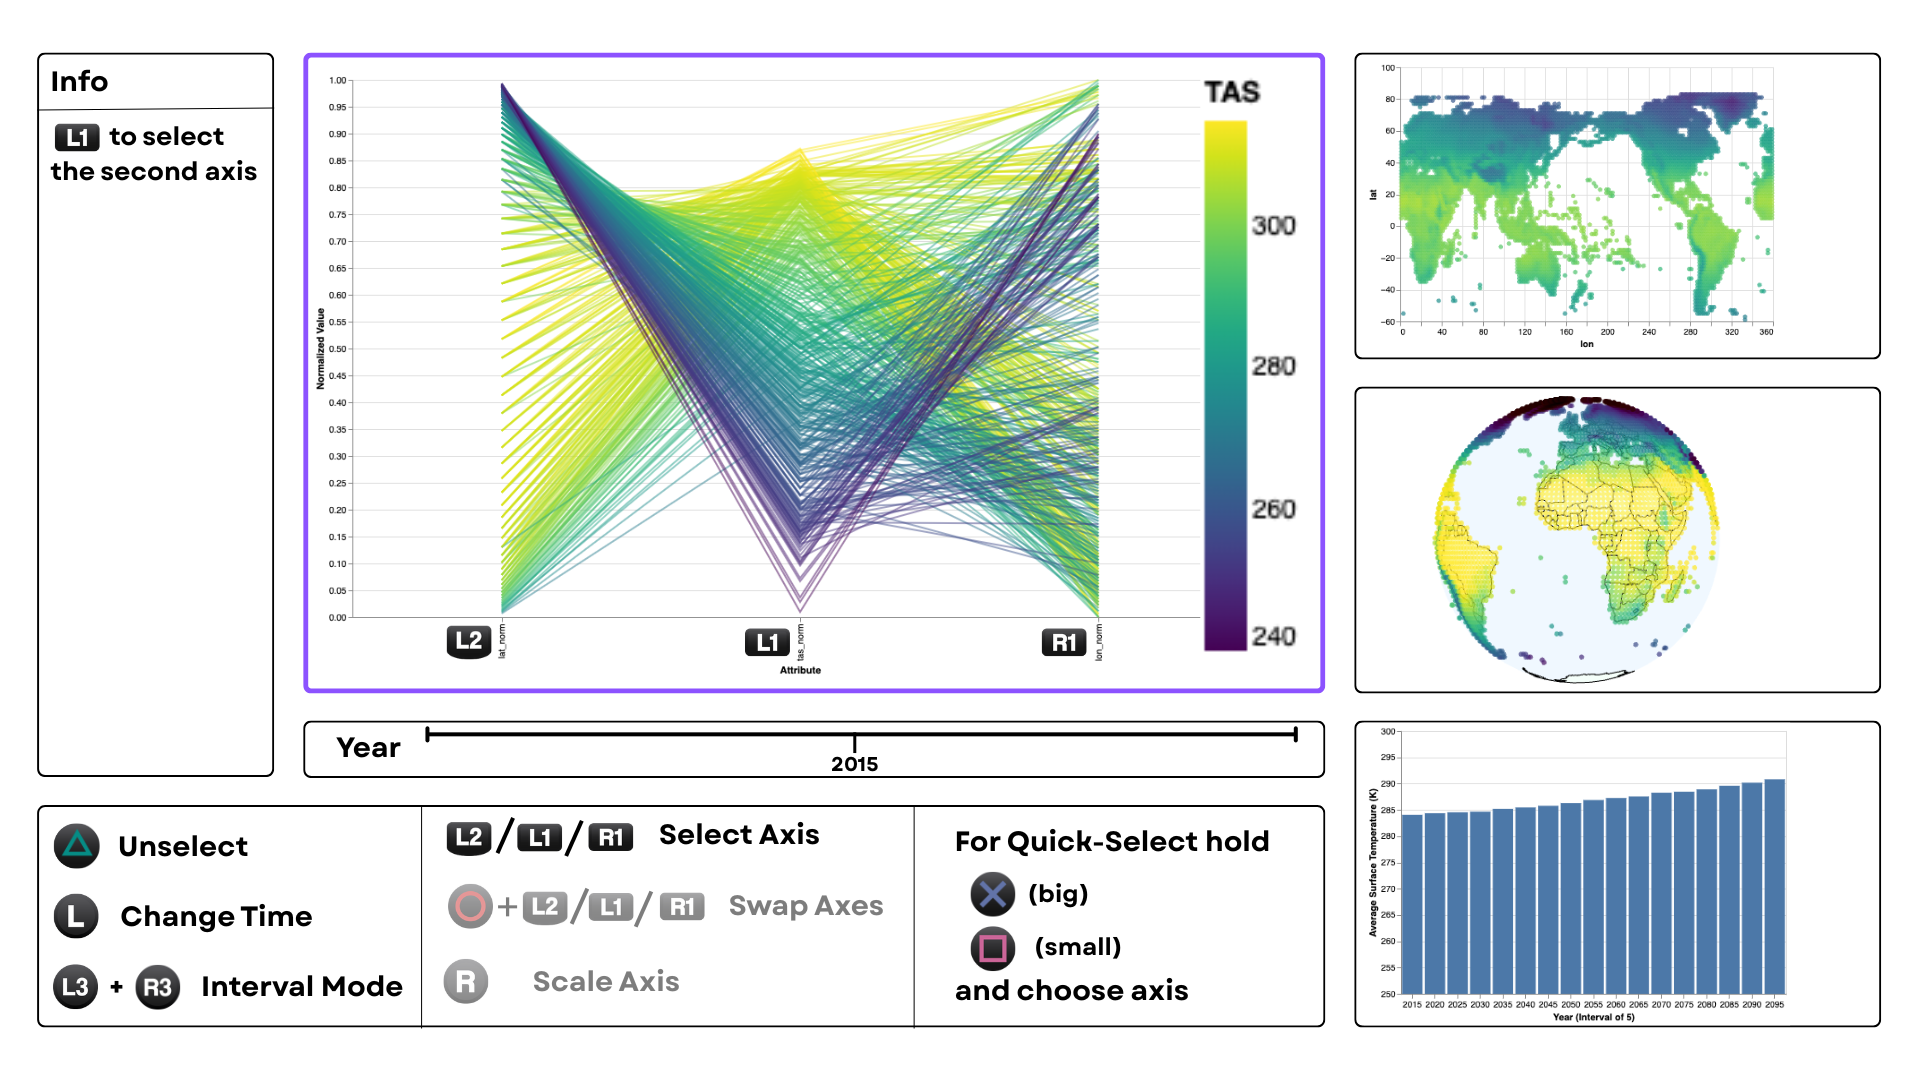 Info
L1 to select
the second axis
1.00
0.95
0.90
0.85
0.80
0.75
0.70
0.65
0.60
0.55
0.50
0.45
0.40
0.35
0.30
0.25
0.20
0.15
0.10
0.05
0.00
Normalized Value
L2 lat_norm
L1 tas_norm
R1 lon_norm
Attribute
TAS
300
280
260
240
100
80
60
40
20
0
−20
−40
−60
lat
0 40 80 120 160 200 240 280 320 360
lon
Year
2015
300
295
290
285
280
275
270
265
260
255
250
Average Surface Temperature (K)
2015 2020 2025 2030 2035 2040 2045 2050 2055 2060 2065 2070 2075 2080 2085 2090 2095
Year (Interval of 5)
Unselect
L Change Time
L3 + R3 Interval Mode
L2 / L1 / R1 Select Axis
+ L2 / L1 / R1 Swap Axes
R Scale Axis
For Quick-Select hold
(big)
(small)
and choose axis